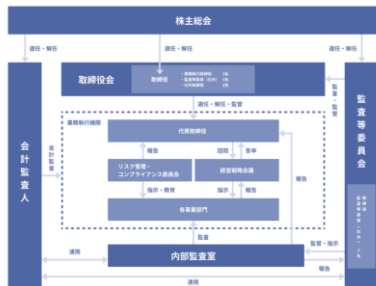 株主総会
選任・解任
選任・解任
選任・解任
取締役会
取締役
監査・監督
選任・解任・監督
会計監査人
監査等委員会
業務執行機関
代表取締役
会計監査
報告
諮問
答申
リスク管理・
コンプライアンス委員会
経営戦略会議
報告
指示・教育
指示
報告
各事業部門
監査
内部監査室
連携
監督・指示
報告
連携